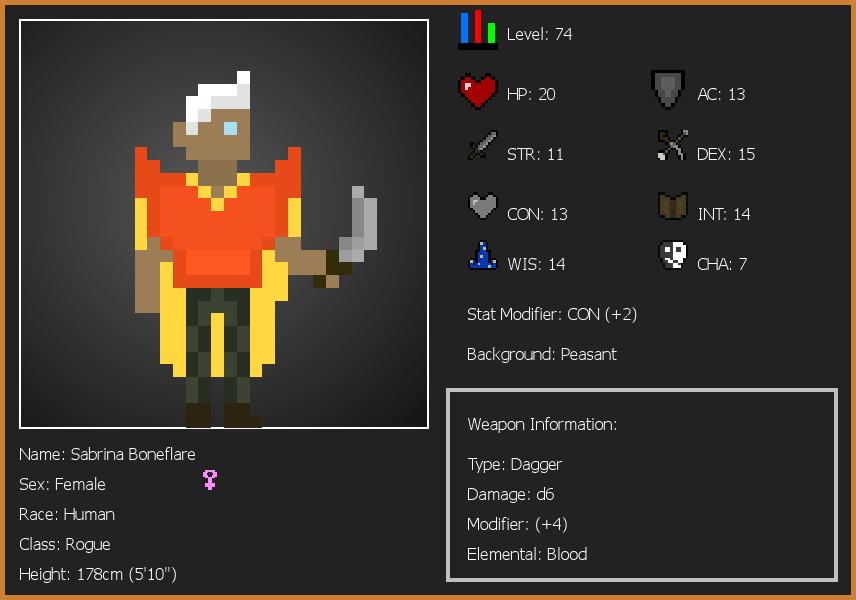 Level: 74
HP: 20
AC: 13
STR: 11
DEX: 15
CON: 13
INT: 14
WIS: 14
CHA: 7
Stat Modifier: CON (+2)
Background: Peasant
Weapon Information:
Type: Dagger
Damage: d6
Modifier: (+4)
Elemental: Blood
Name: Sabrina Boneflare
Sex: Female
Race: Human
Class: Rogue
Height: 178cm (5'10")